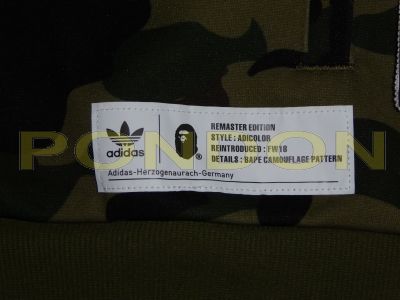 REMASTER EDITION
STYLE : ADICOLOR
REINTRODUCED : FW18
DETAILS : BAPE CAMOUFLAGE PATTERN
adidas
®
Adidas-Herzogenaurach-Germany
PONDON